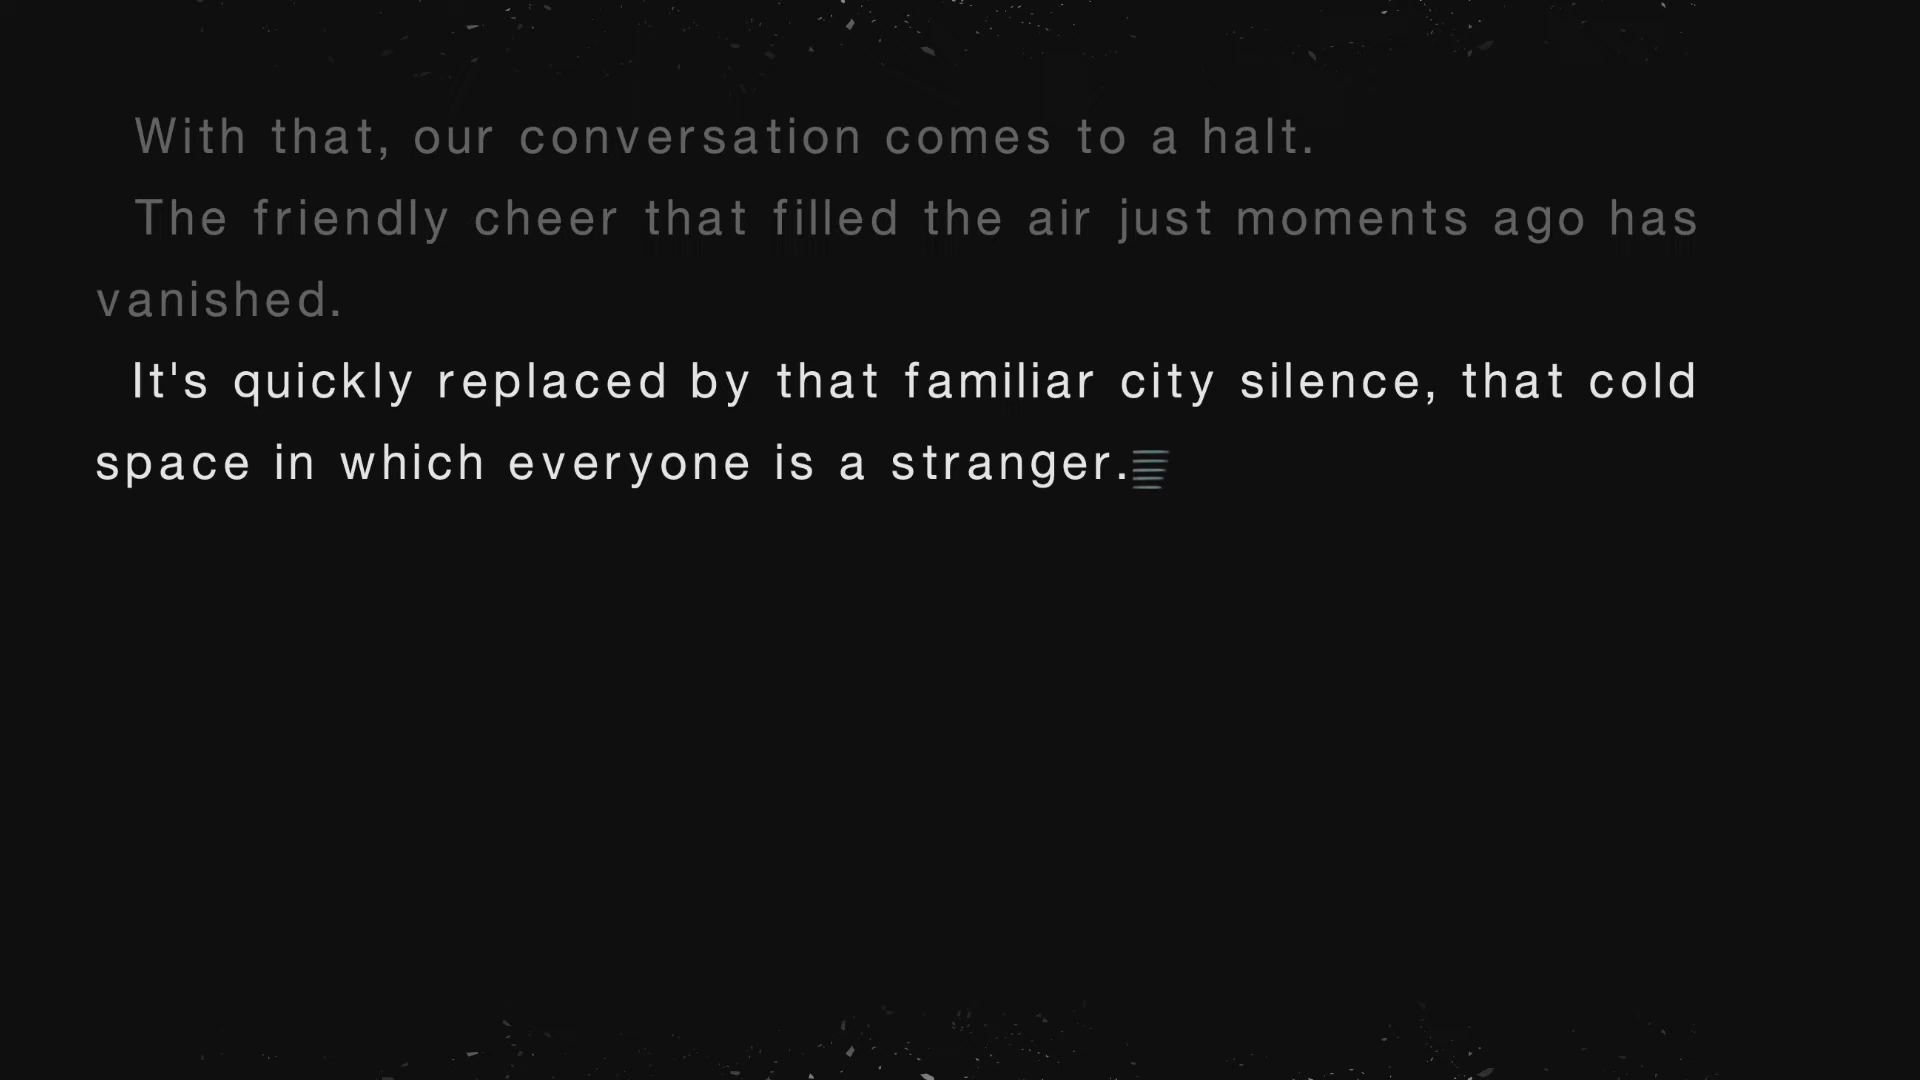 With that, our conversation comes to a halt.
The friendly cheer that filled the air just moments ago has
vanished.
It's quickly replaced by that familiar city silence, that cold
space in which everyone is a stranger.